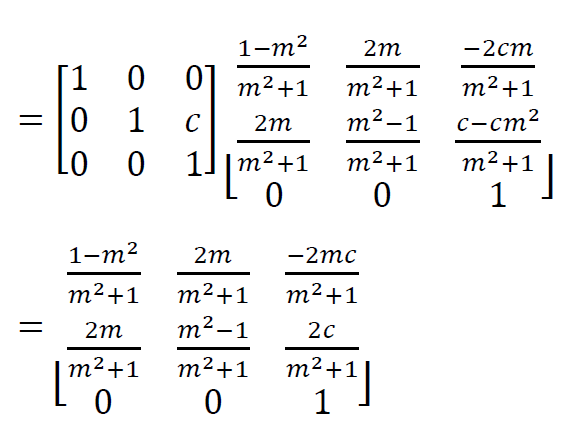 = [1 0 0; 0 1 c; 0 0 1] ⌊(1−m²)/(m²+1) 2m/(m²+1) −2cm/(m²+1); 2m/(m²+1) (m²−1)/(m²+1) (c−cm²)/(m²+1); 0 0 1⌋
= ⌊(1−m²)/(m²+1) 2m/(m²+1) −2mc/(m²+1); 2m/(m²+1) (m²−1)/(m²+1) 2c/(m²+1); 0 0 1⌋